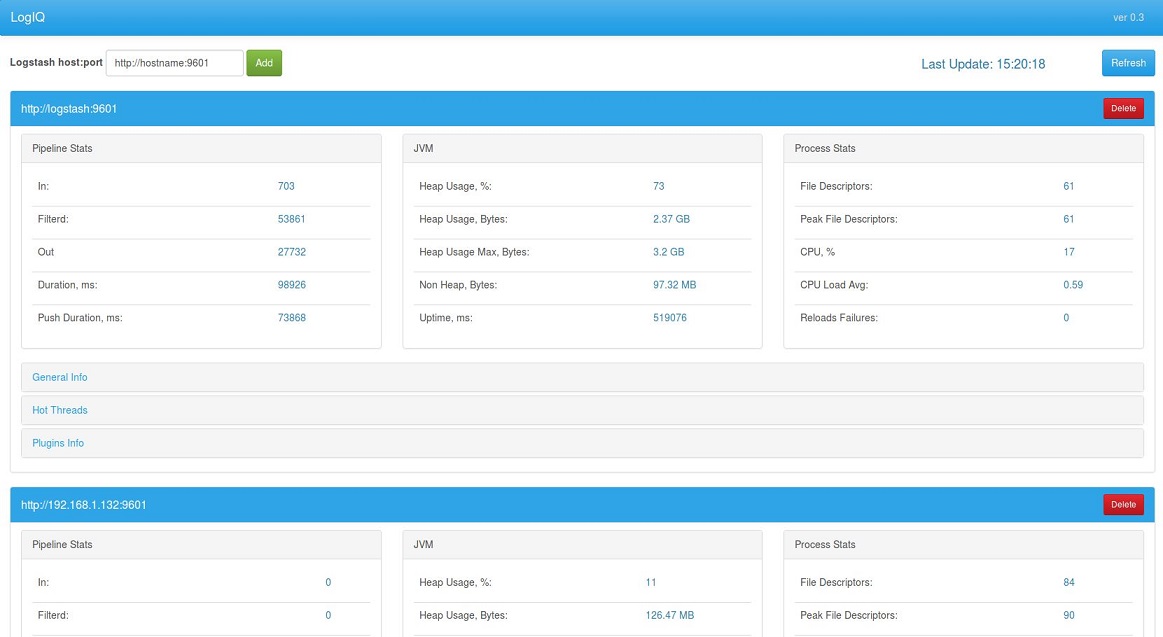 LogIQ ver 0.3
Logstash host:port http://hostname:9601 Add Last Update: 15:20:18 Refresh
http://logstash:9601 Delete
Pipeline Stats
In: 703
Filterd: 53861
Out 27732
Duration, ms: 98926
Push Duration, ms: 73868
JVM
Heap Usage, %: 73
Heap Usage, Bytes: 2.37 GB
Heap Usage Max, Bytes: 3.2 GB
Non Heap, Bytes: 97.32 MB
Uptime, ms: 519076
Process Stats
File Descriptors: 61
Peak File Descriptors: 61
CPU, % 17
CPU Load Avg: 0.59
Reloads Failures: 0
General Info
Hot Threads
Plugins Info
http://192.168.1.132:9601 Delete
Pipeline Stats
In: 0
Filterd: 0
JVM
Heap Usage, %: 11
Heap Usage, Bytes: 126.47 MB
Process Stats
File Descriptors: 84
Peak File Descriptors: 90